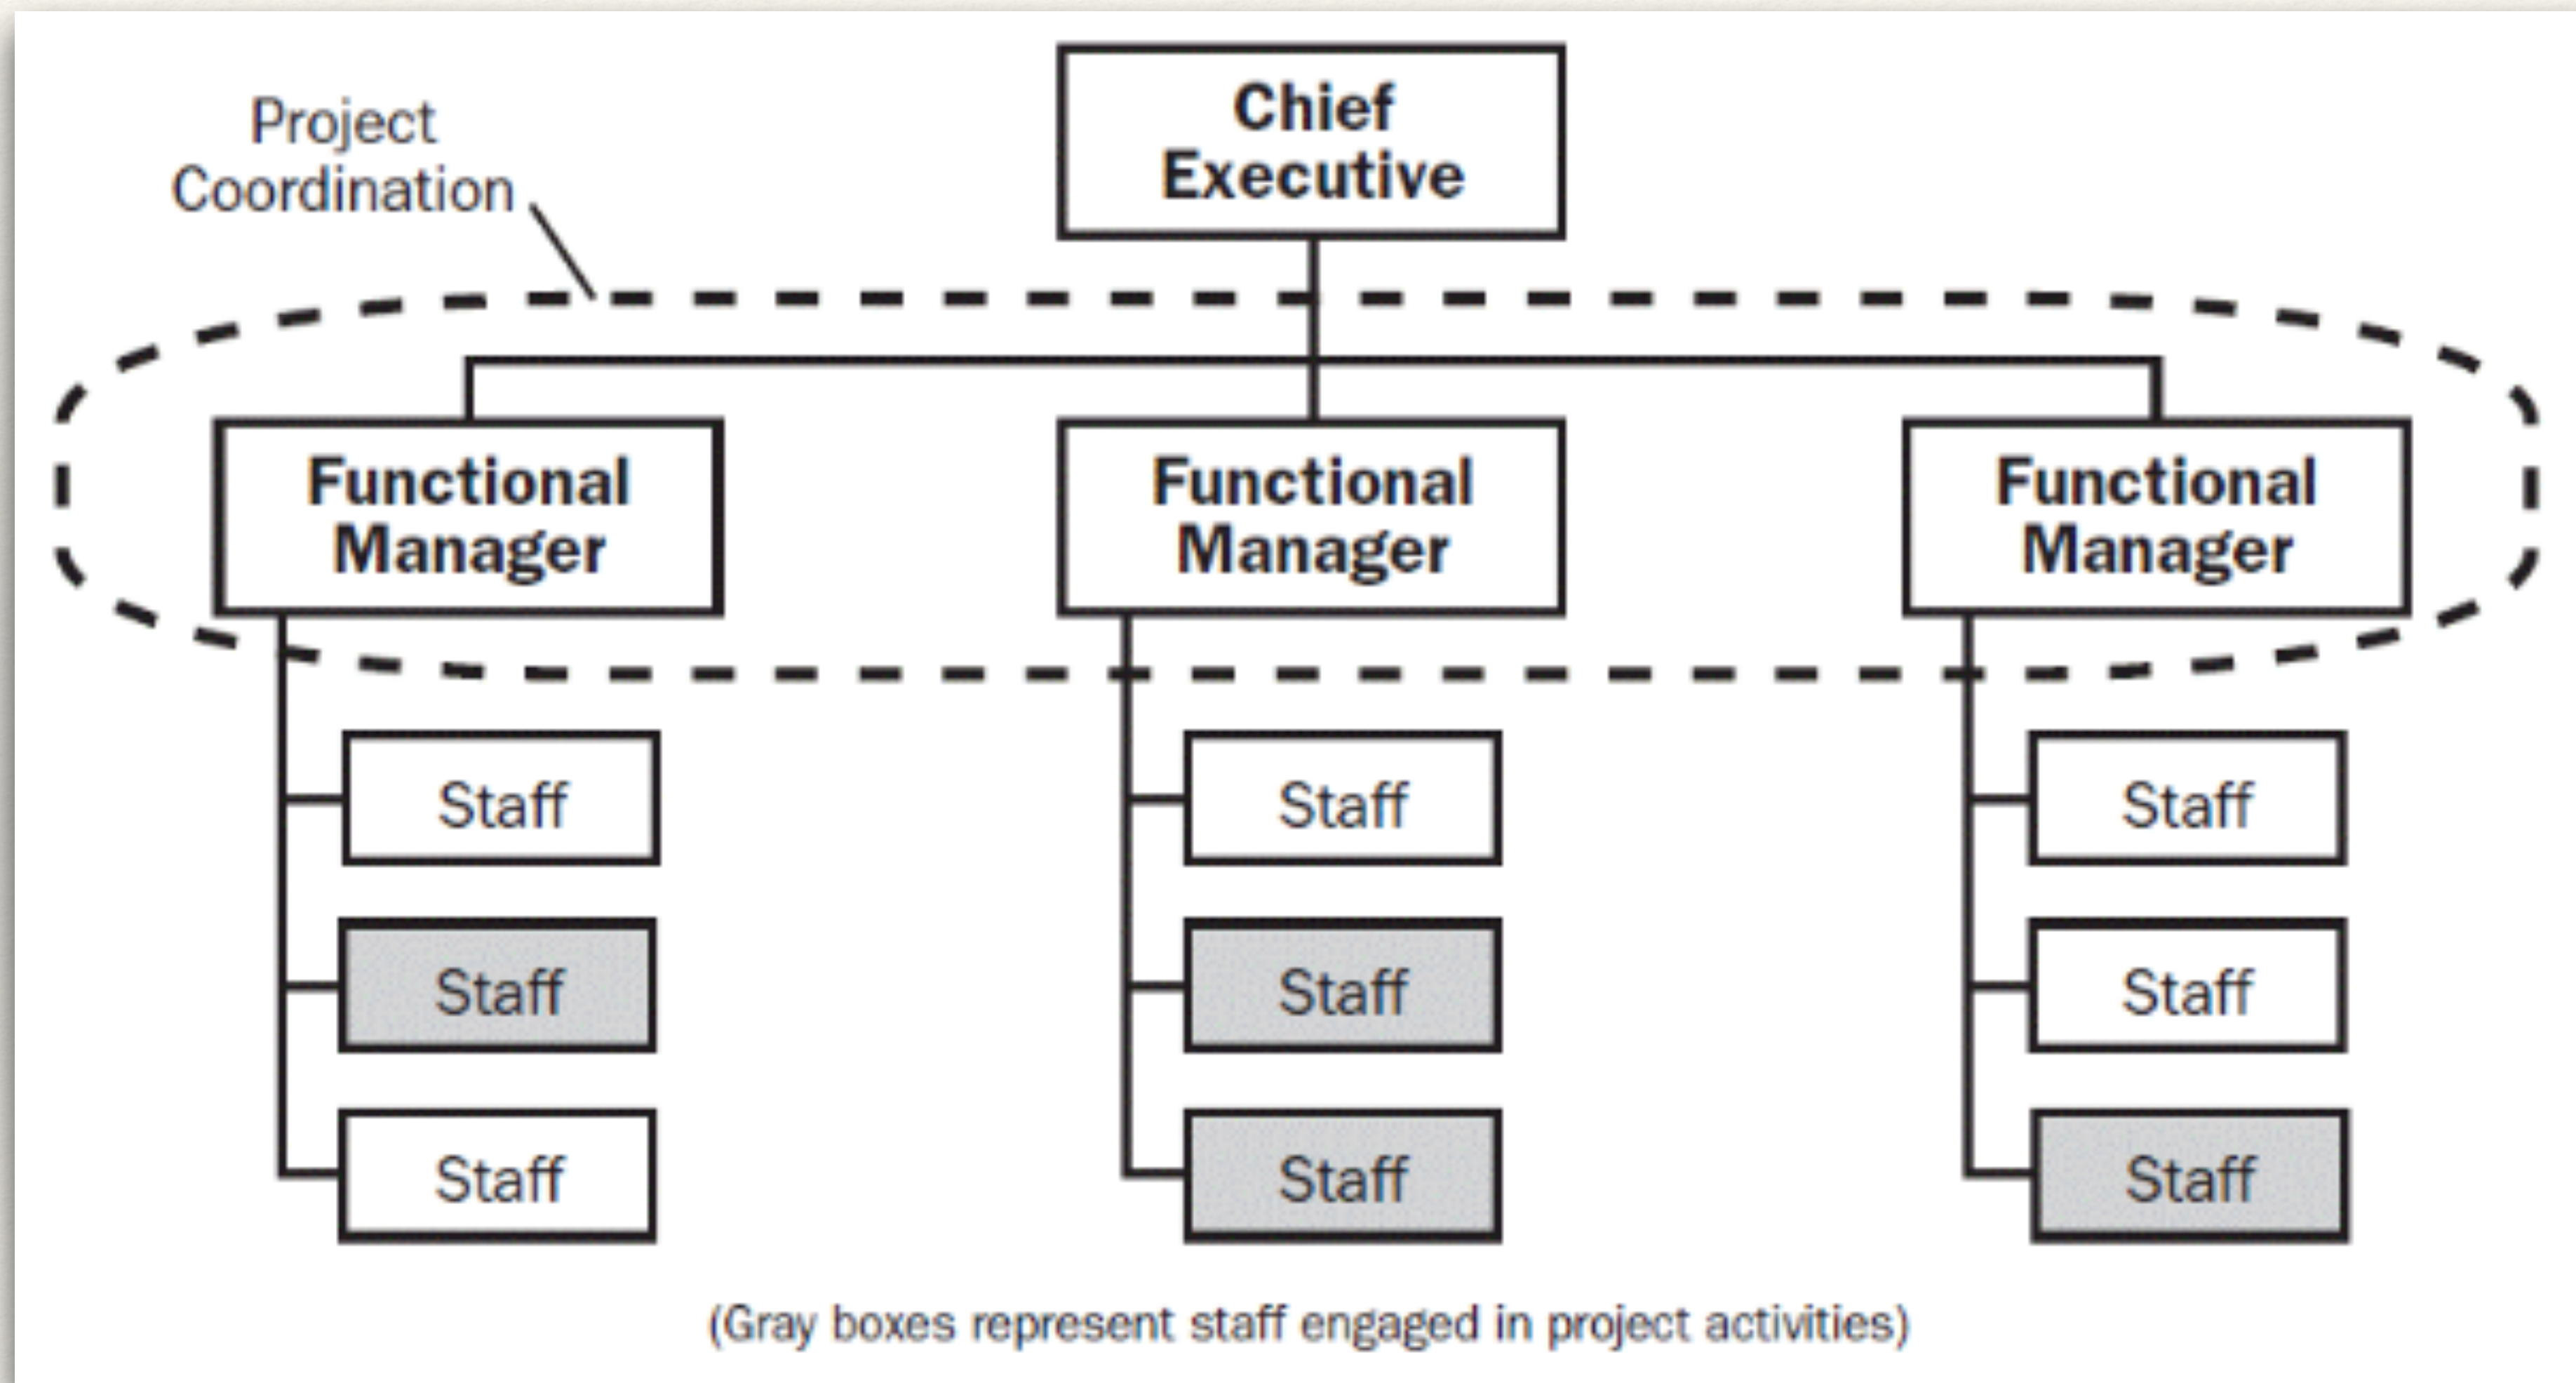 Project
Coordination
Chief
Executive
Functional
Manager
Functional
Manager
Functional
Manager
Staff
Staff
Staff
Staff
Staff
Staff
Staff
Staff
Staff
(Gray boxes represent staff engaged in project activities)